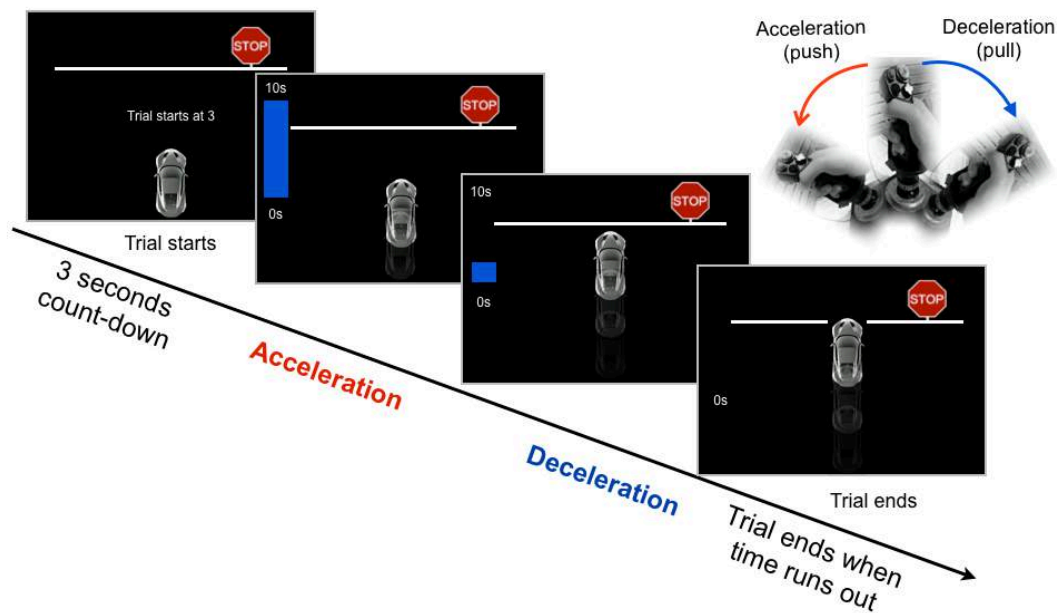 STOP
Trial starts at 3
Trial starts
10s
0s
STOP
10s
0s
STOP
0s
STOP
Trial ends
Acceleration
(push)
Deceleration
(pull)
3 seconds
count-down
Acceleration
Deceleration
Trial ends when
time runs out